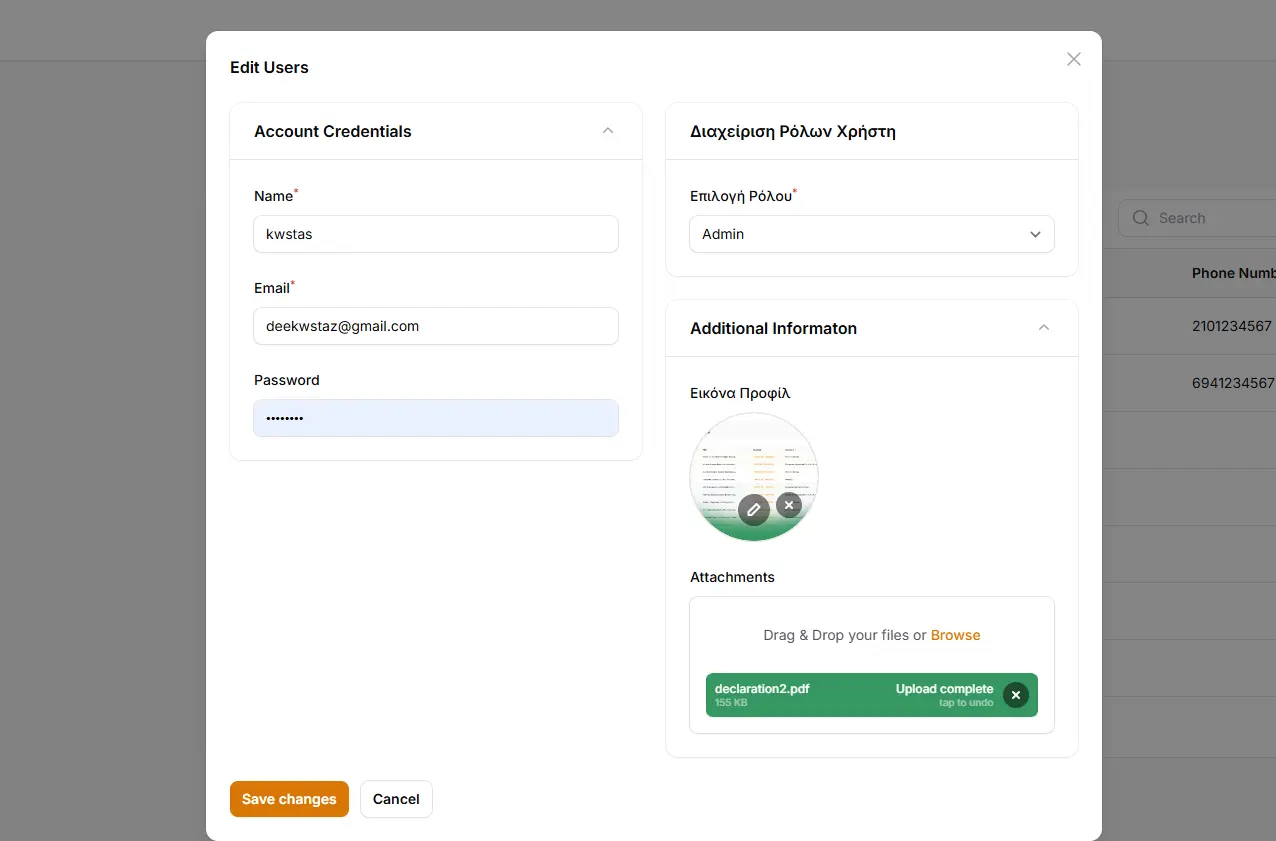 Edit Users
Account Credentials
Name*
kwstas
Email*
deekwstaz@gmail.com
Password
••••••••
Διαχείριση Ρόλων Χρήστη
Επιλογή Ρόλου*
Admin
Additional Informaton
Εικόνα Προφίλ
Attachments
Drag & Drop your files or Browse
declaration2.pdf
155 KB
Upload complete
tap to undo
Save changes
Cancel
Search
Phone Numb
2101234567
6941234567